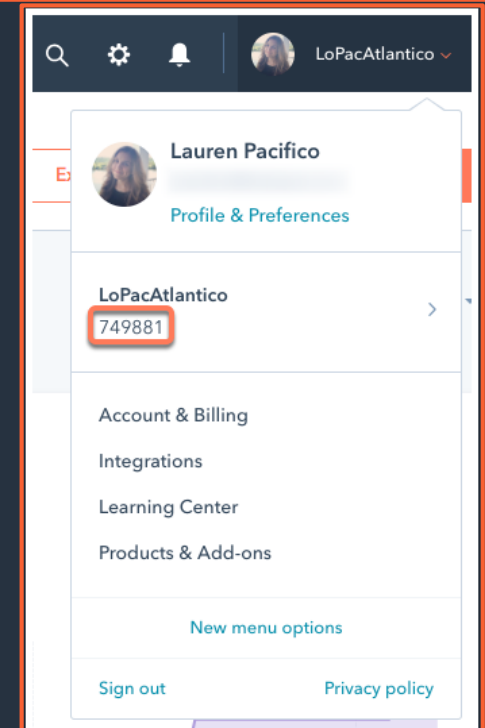 LoPacAtlantico
Lauren Pacifico
Profile & Preferences
LoPacAtlantico
749881
Account & Billing
Integrations
Learning Center
Products & Add-ons
New menu options
Sign out
Privacy policy